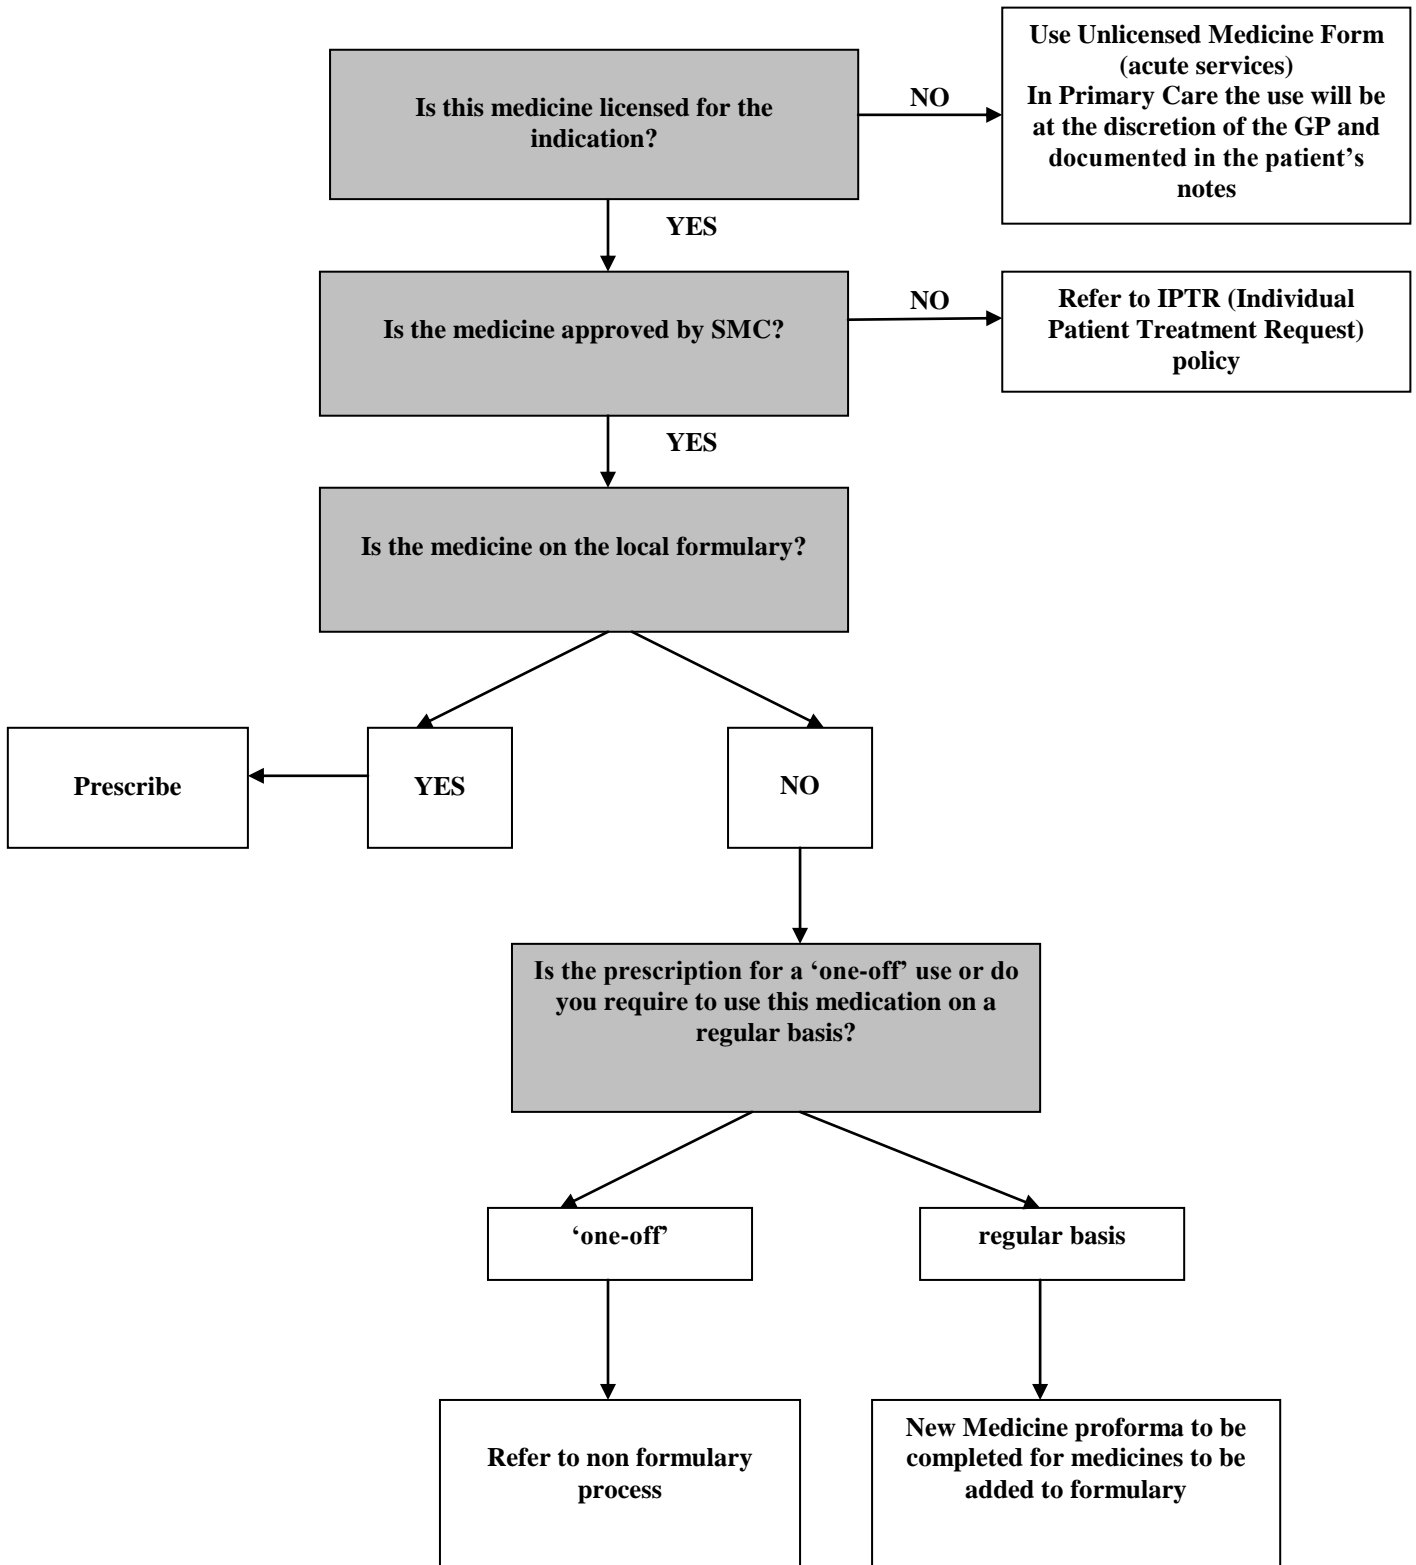 Use Unlicensed Medicine Form
(acute services)
In Primary Care the use will be
at the discretion of the GP and
documented in the patient’s
notes
Is this medicine licensed for the
indication?
NO
YES
Is the medicine approved by SMC?
NO
Refer to IPTR (Individual
Patient Treatment Request)
policy
YES
Is the medicine on the local formulary?
Prescribe
YES
NO
Is the prescription for a ‘one-off’ use or do
you require to use this medication on a
regular basis?
‘one-off’
regular basis
Refer to non formulary
process
New Medicine proforma to be
completed for medicines to be
added to formulary